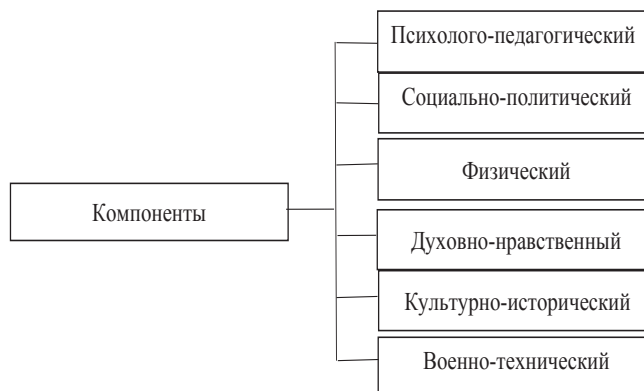 Психолого-педагогический
Социально-политический
Физический
Компоненты
Духовно-нравственный
Культурно-исторический
Военно-технический